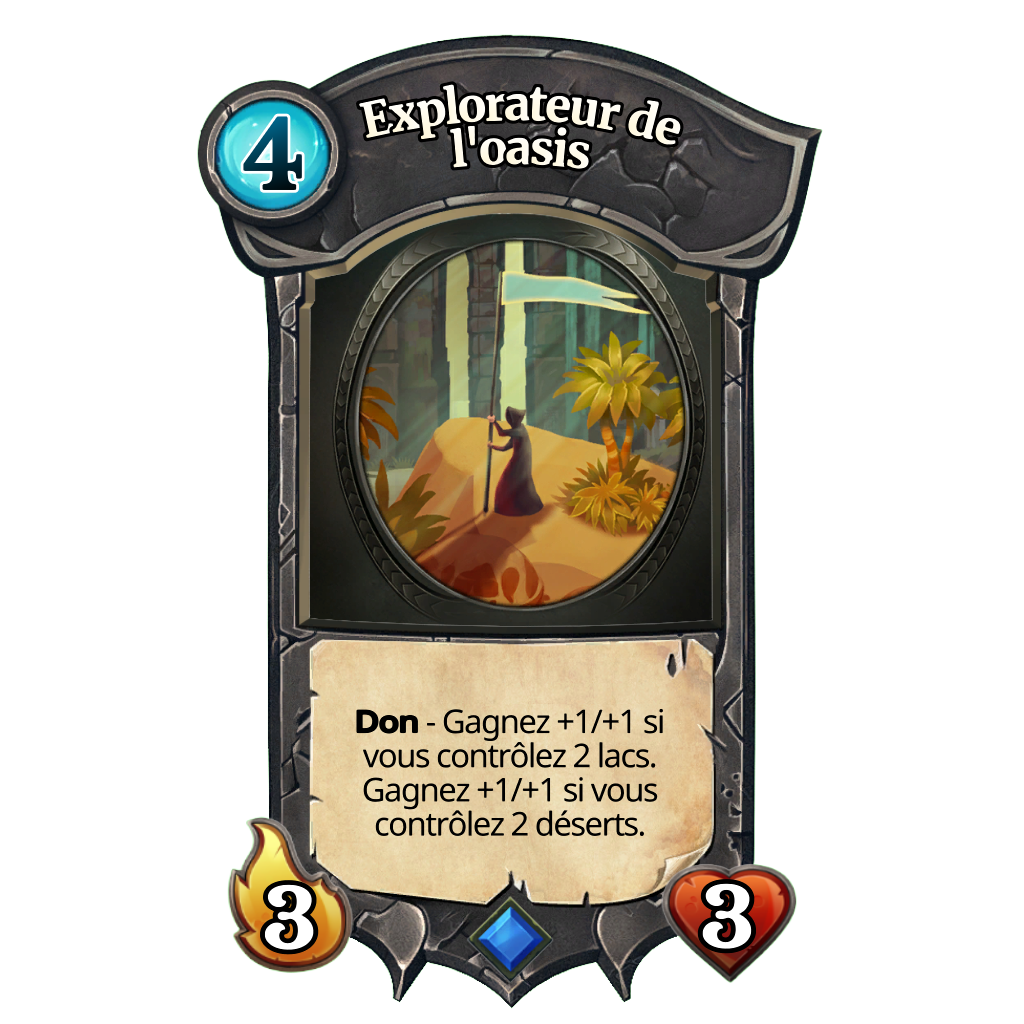 4
Explorateur de
l'oasis
Don - Gagnez +1/+1 si
vous contrôlez 2 lacs.
Gagnez +1/+1 si vous
contrôlez 2 déserts.
3
3